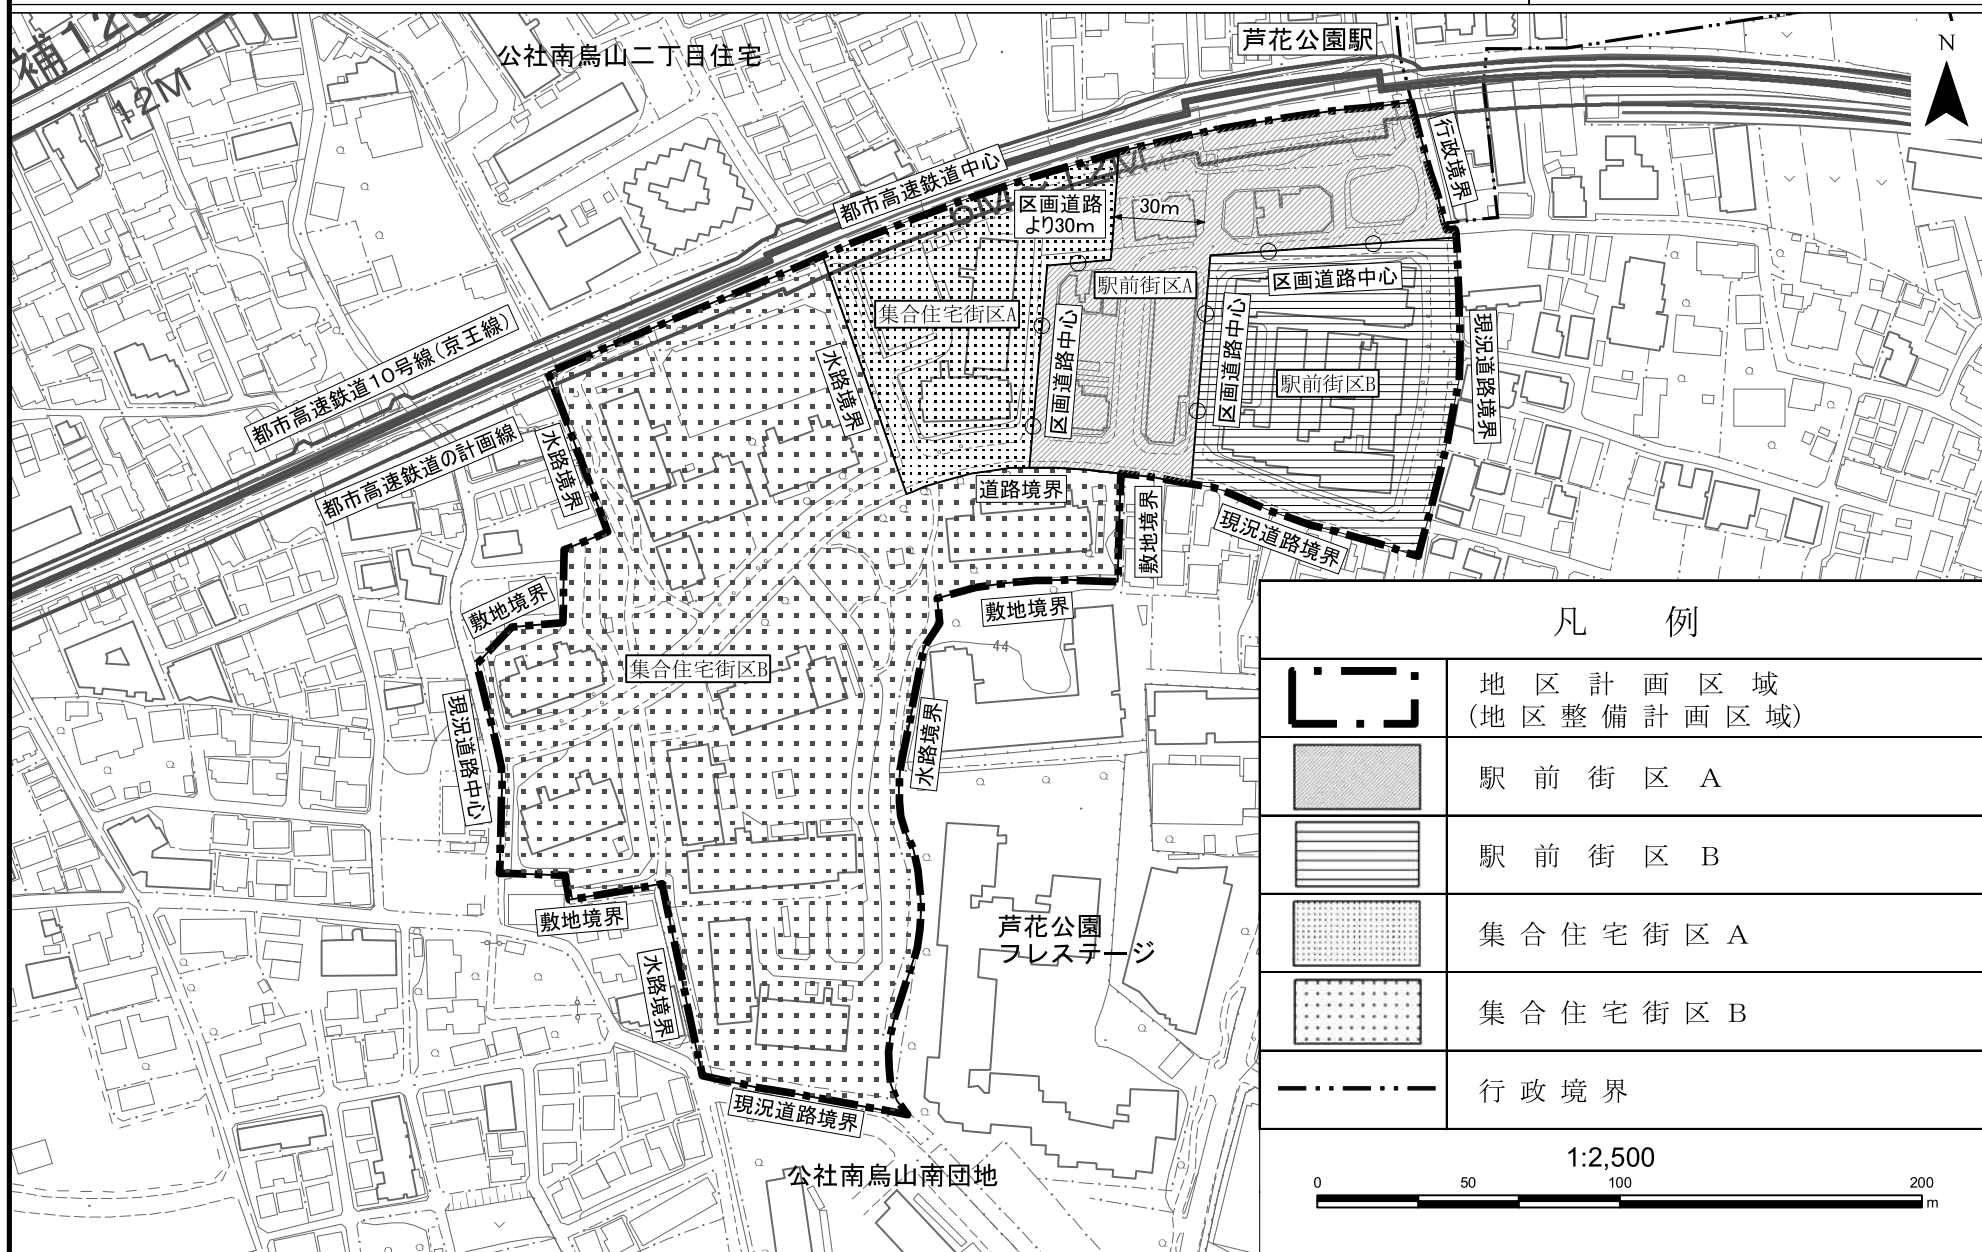 補12
12M
公社南烏山二丁目住宅
芦花公園駅
N
行政境界
都市高速鉄道中心
区画道路
より30m
30m
駅前街区A
区画道路中心
集合住宅街区A
区画道路中心
区画道路中心
駅前街区B
現況道路境界
水路境界
都市高速鉄道10号線(京王線)
都市高速鉄道の計画線
水路境界
道路境界
敷地境界
現況道路境界
敷地境界
敷地境界
44
集合住宅街区B
現況道路中心
水路境界
敷地境界
水路境界
芦花公園
フレステージ
現況道路境界
公社南烏山南団地
凡例
地区計画区域
(地区整備計画区域)
駅前街区A
駅前街区B
集合住宅街区A
集合住宅街区B
行政境界
1:2,500
0 50 100 200
m